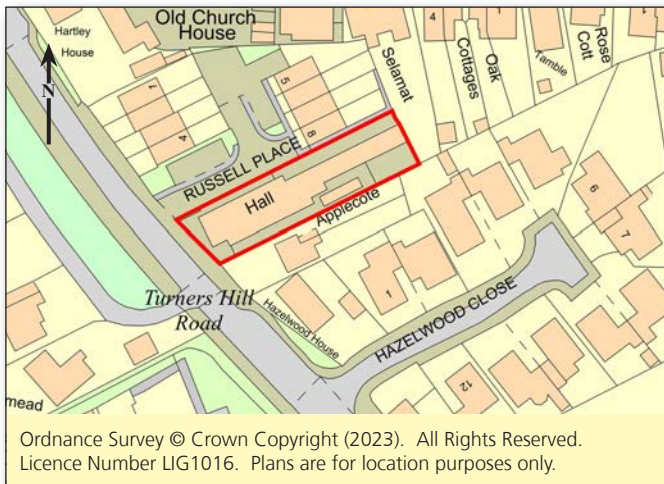 Hartley
House
Old Church
House
N
1
4
5
8
Selamat
4
Cottages
Oak
Tamble
Rose
Cott
1
RUSSELL PLACE
Hall
Applecote
6
7
Turners Hill
Road
Hazelwood House
1
HAZELWOOD CLOSE
12
mead
Ordnance Survey © Crown Copyright (2023). All Rights Reserved.
Licence Number LIG1016. Plans are for location purposes only.